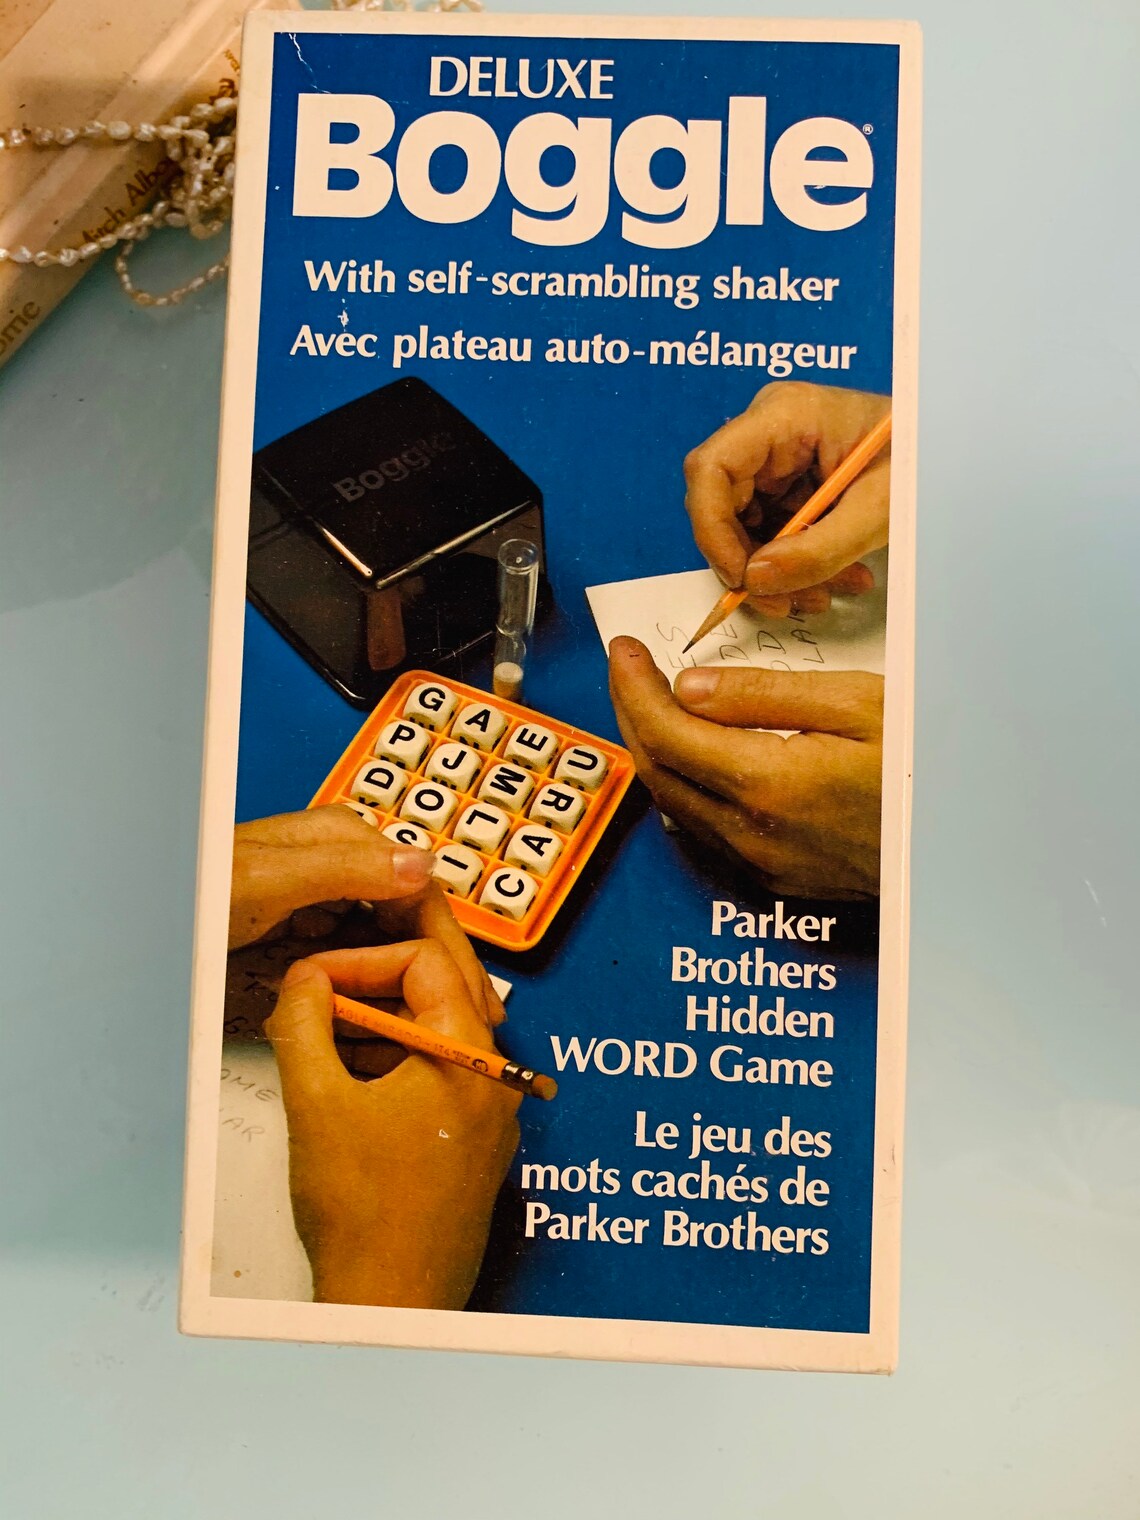 DELUXE
Boggle®
With self-scrambling shaker
Avec plateau auto-mélangeur
Boggle
G A E U
P J M R
D O L A
S I C
Parker
Brothers
Hidden
WORD Game
Le jeu des
mots cachés de
Parker Brothers